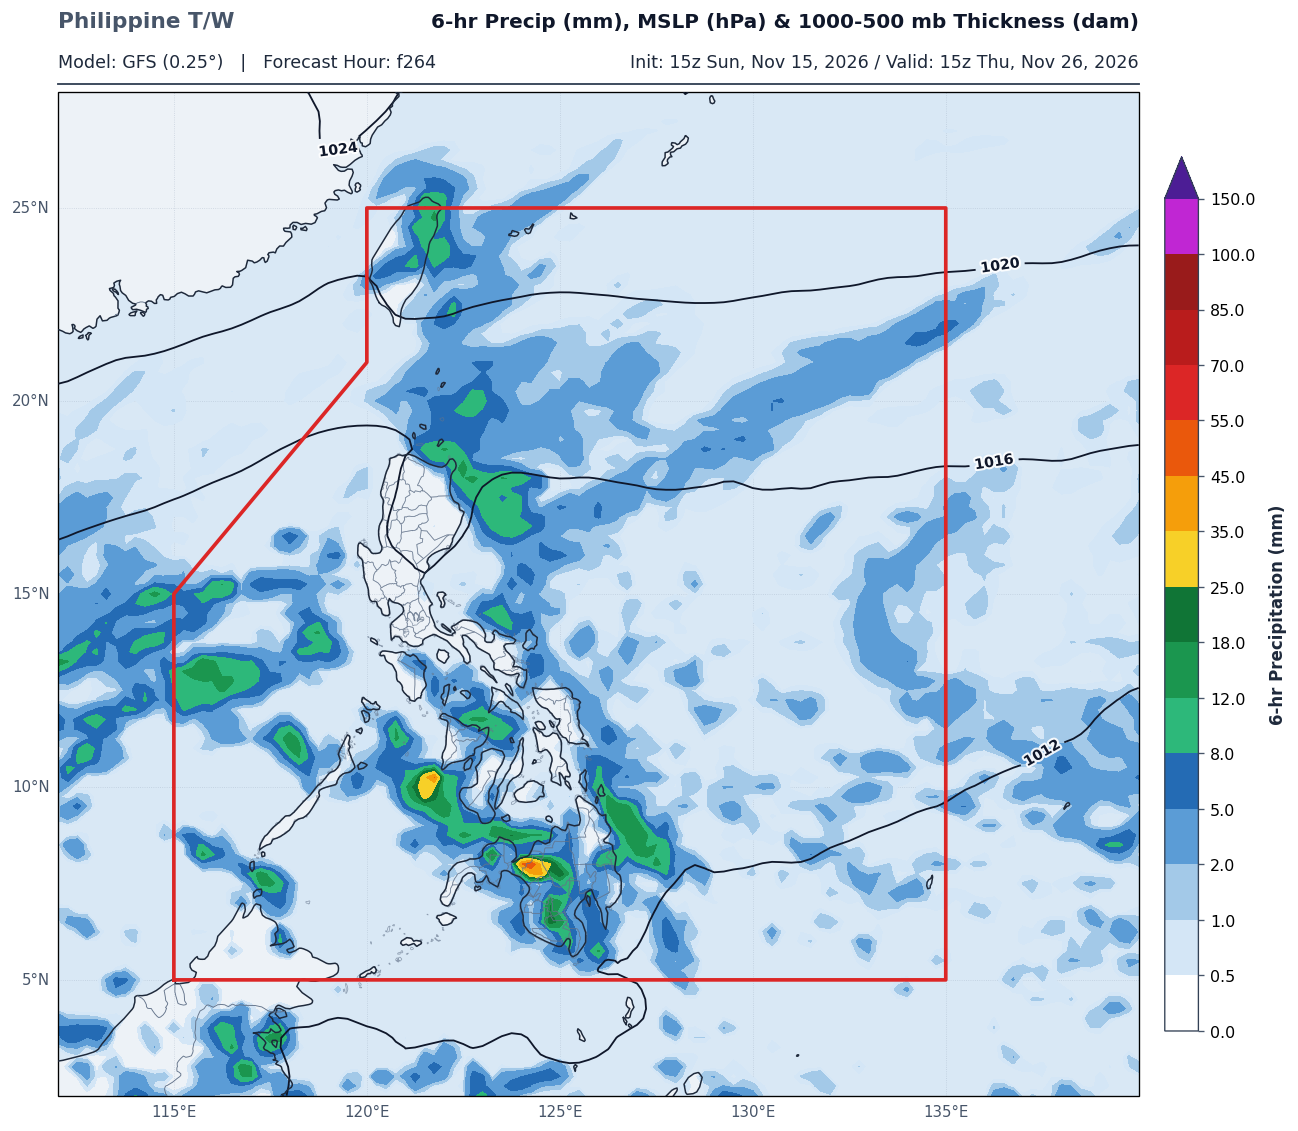 Philippine T/W
6-hr Precip (mm), MSLP (hPa) & 1000-500 mb Thickness (dam)
Model: GFS (0.25°) | Forecast Hour: f264
Init: 15z Sun, Nov 15, 2026 / Valid: 15z Thu, Nov 26, 2026
1024
25°N
1020
20°N
1016
15°N
1012
10°N
5°N
115°E
120°E
125°E
130°E
135°E
150.0
100.0
85.0
70.0
55.0
45.0
35.0
25.0
18.0
12.0
8.0
5.0
2.0
1.0
0.5
0.0
6-hr Precipitation (mm)